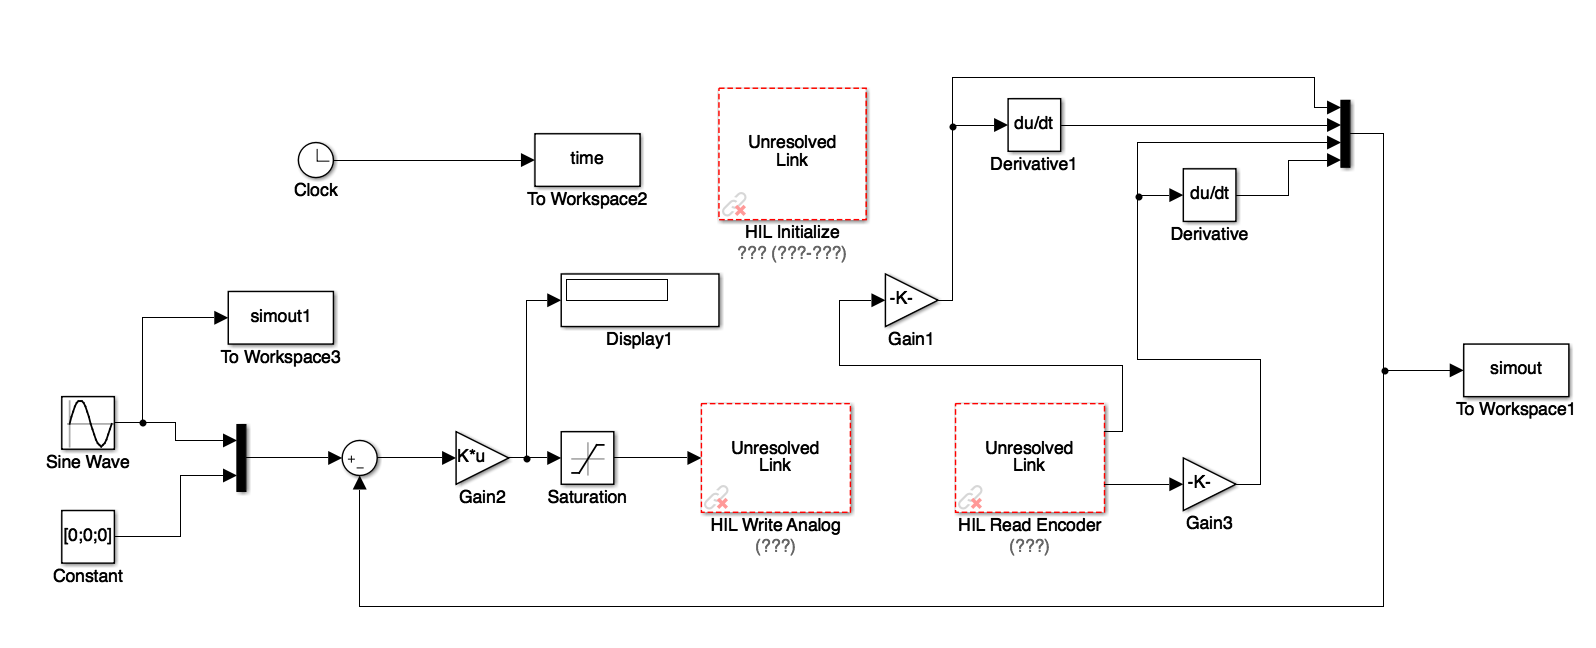 Unresolved
Link
HIL Initialize
??? (???-???)
du/dt
Derivative1
time
To Workspace2
Clock
du/dt
Derivative
Display1
-K-
Gain1
simout1
To Workspace3
simout
To Workspace1
Sine Wave
+
−
K*u
Gain2
Saturation
Unresolved
Link
HIL Write Analog
(???)
Unresolved
Link
HIL Read Encoder
(???)
-K-
Gain3
[0;0;0]
Constant